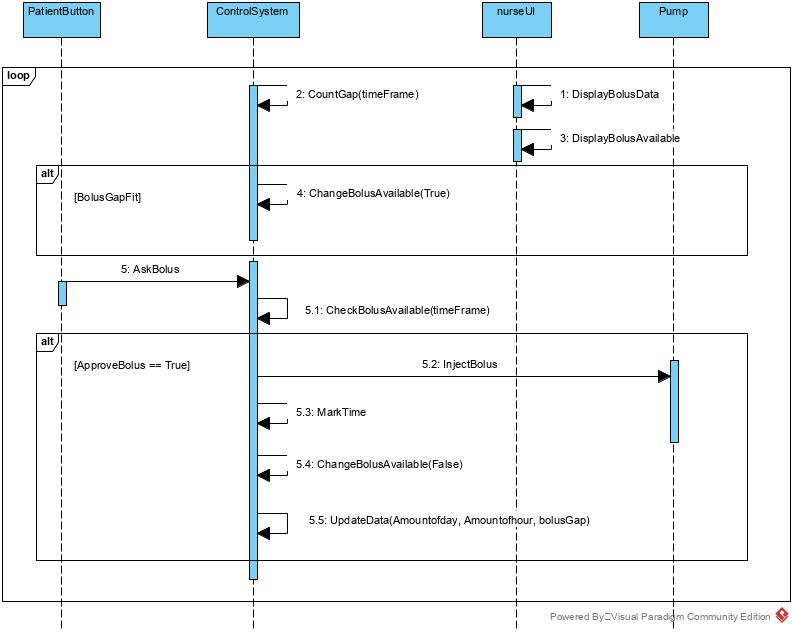 PatientButton
ControlSystem
nurseUI
Pump
loop
2: CountGap(timeFrame)
1: DisplayBolusData
3: DisplayBolusAvailable
alt
[BolusGapFit]
4: ChangeBolusAvailable(True)
5: AskBolus
5.1: CheckBolusAvailable(timeFrame)
alt
[ApproveBolus == True]
5.2: InjectBolus
5.3: MarkTime
5.4: ChangeBolusAvailable(False)
5.5: UpdateData(Amountofday, Amountofhour, bolusGap)
Powered By Visual Paradigm Community Edition